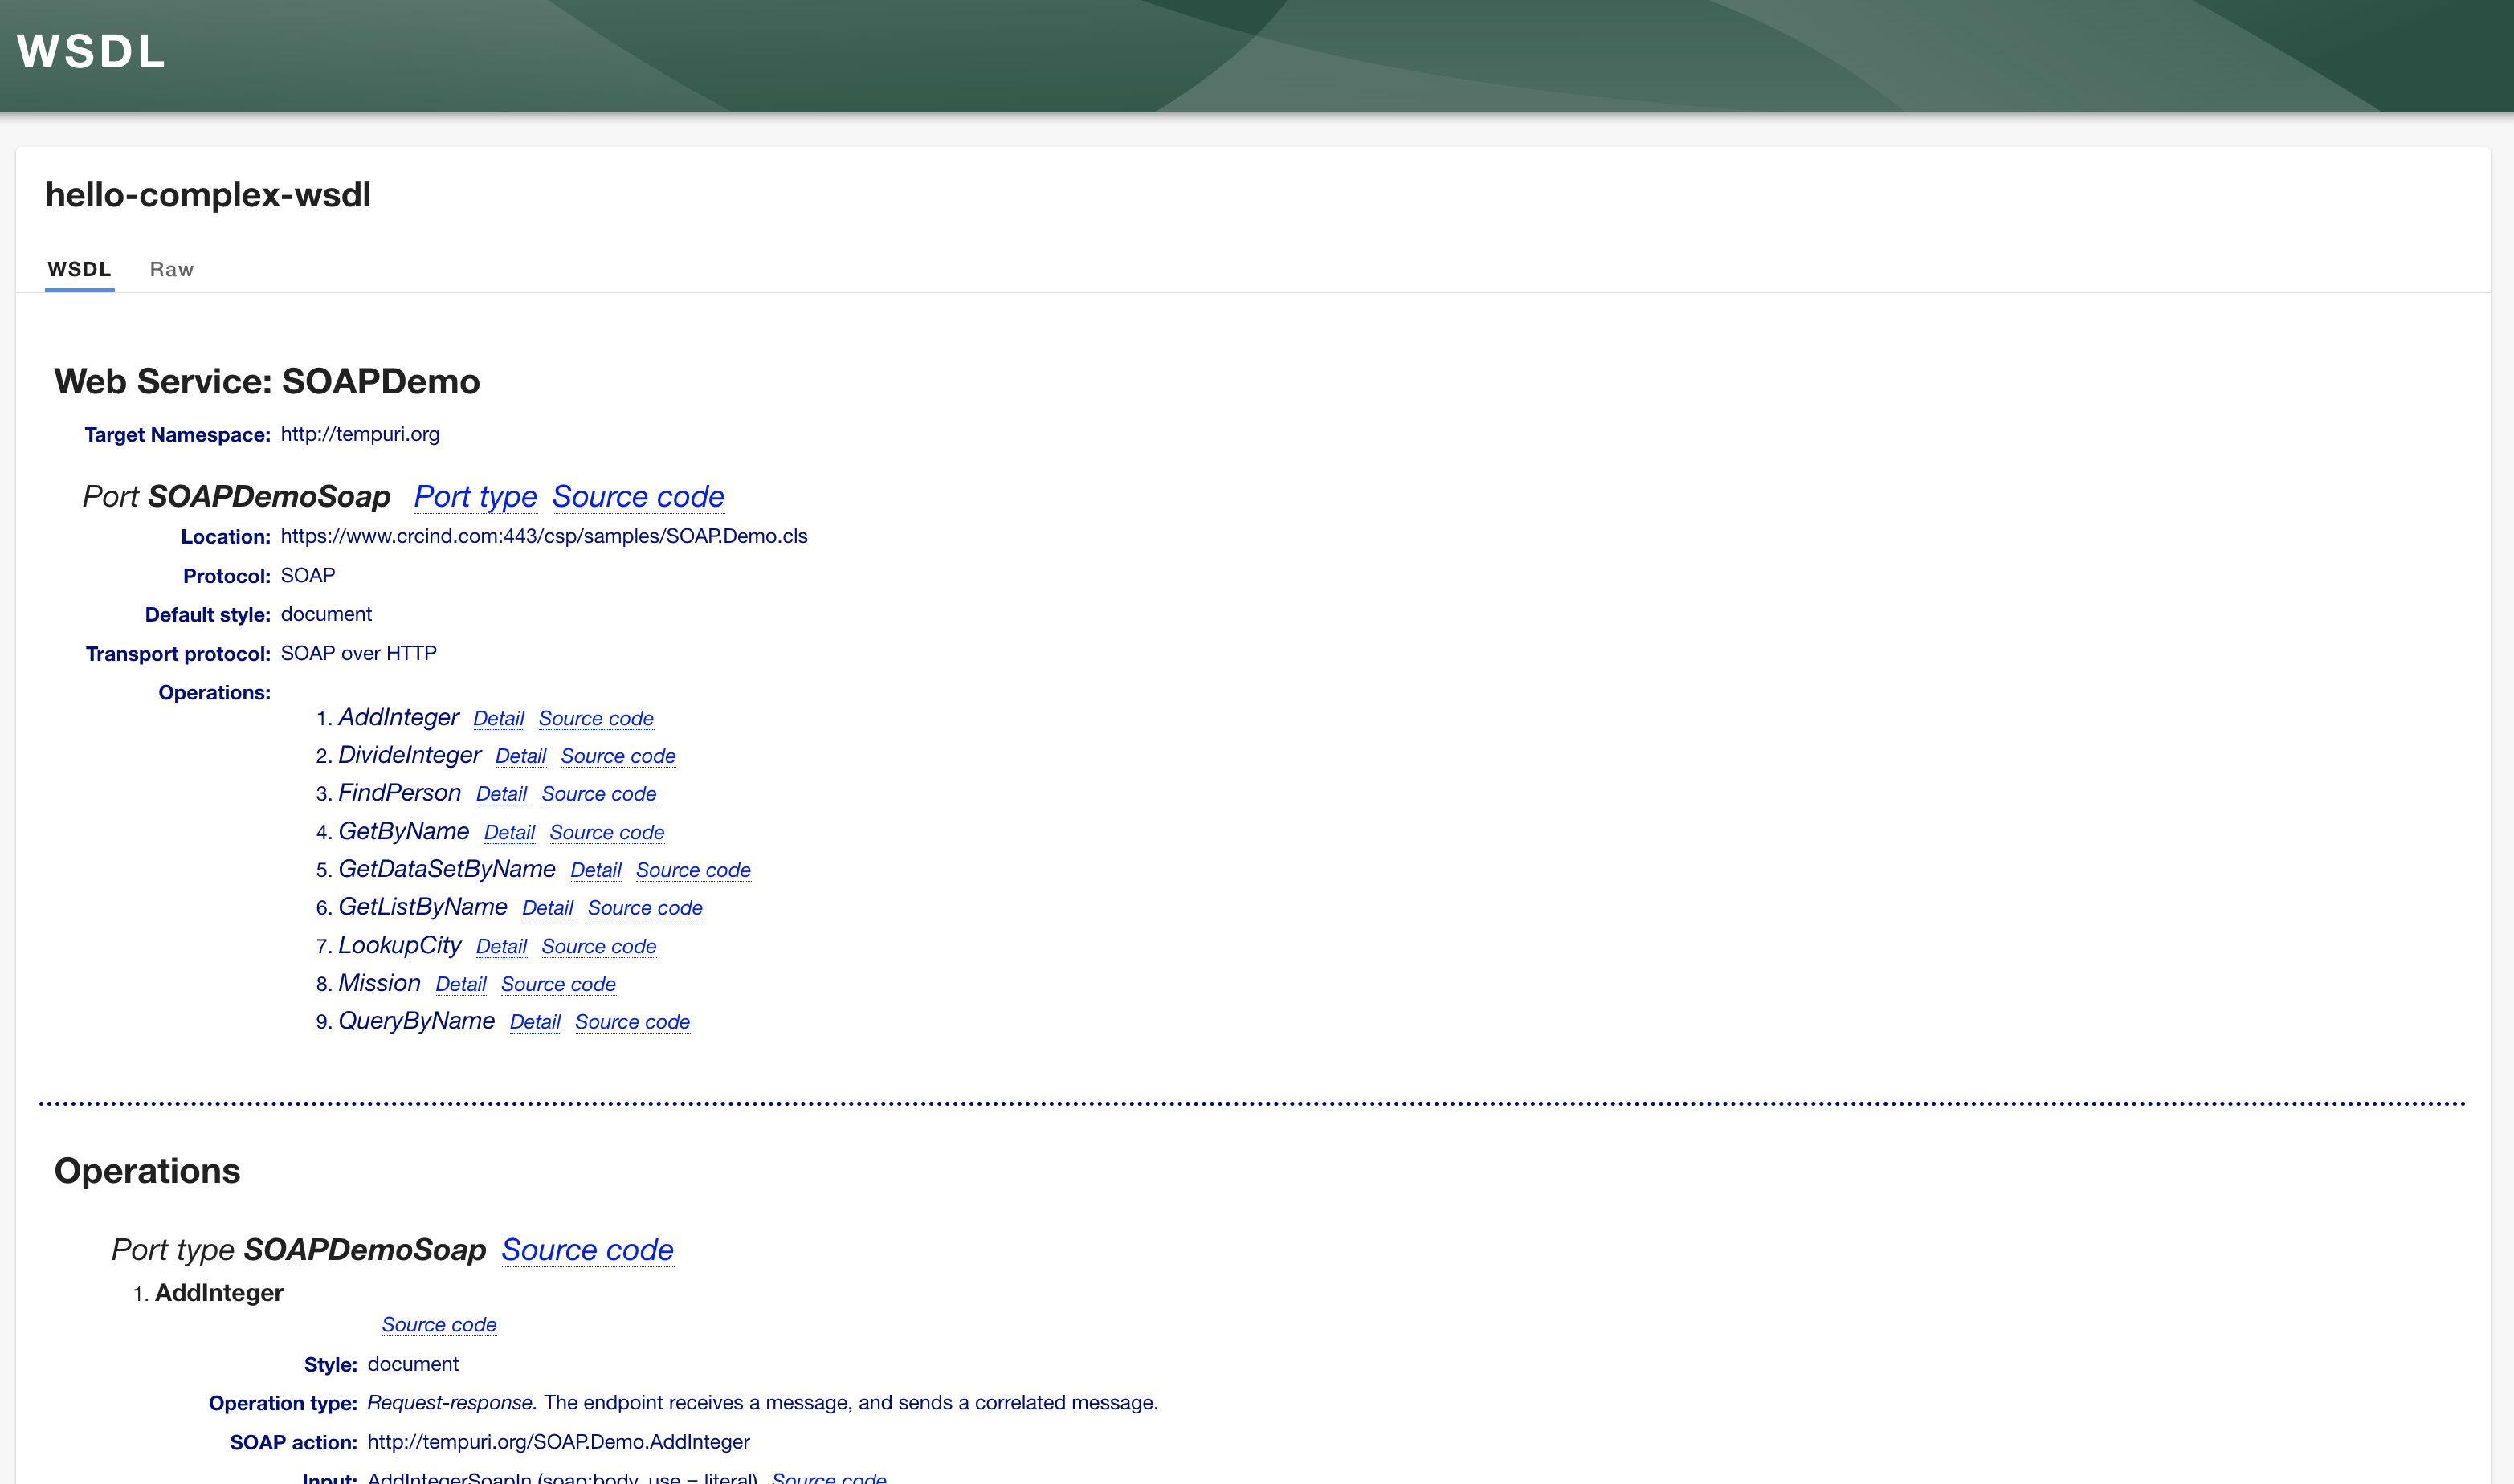 WSDL
hello-complex-wsdl
WSDL Raw
Web Service: SOAPDemo
Target Namespace: http://tempuri.org
Port SOAPDemoSoap Port type Source code
Location: https://www.crcind.com:443/csp/samples/SOAP.Demo.cls
Protocol: SOAP
Default style: document
Transport protocol: SOAP over HTTP
Operations:
1. AddInteger Detail Source code
2. DivideInteger Detail Source code
3. FindPerson Detail Source code
4. GetByName Detail Source code
5. GetDataSetByName Detail Source code
6. GetListByName Detail Source code
7. LookupCity Detail Source code
8. Mission Detail Source code
9. QueryByName Detail Source code
Operations
Port type SOAPDemoSoap Source code
1. AddInteger
Source code
Style: document
Operation type: Request-response. The endpoint receives a message, and sends a correlated message.
SOAP action: http://tempuri.org/SOAP.Demo.AddInteger
Input: AddIntegerSoapIn (soap:body, use = literal) Source code